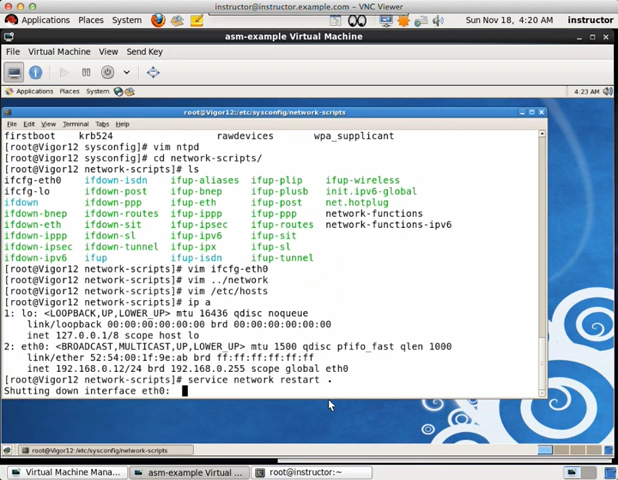 instructor@instructor.example.com – VNC Viewer
Applications Places System Sun Nov 18, 4:20 AM instructor
asm-example Virtual Machine
File Virtual Machine View Send Key
Applications Places System 4:23 AM
root@Vigor12:/etc/sysconfig/network-scripts
File Edit View Terminal Tabs Help
firstboot krb524 rawdevices wpa_supplicant
[root@Vigor12 sysconfig]# vim ntpd
[root@Vigor12 sysconfig]# cd network-scripts/
[root@Vigor12 network-scripts]# ls
ifcfg-eth0 ifdown-isdn ifup-aliases ifup-plip ifup-wireless
ifcfg-lo ifdown-post ifup-bnep ifup-plusb init.ipv6-global
ifdown ifdown-ppp ifup-eth ifup-post net.hotplug
ifdown-bnep ifdown-routes ifup-ippp ifup-ppp network-functions
ifdown-eth ifdown-sit ifup-ipsec ifup-routes network-functions-ipv6
ifdown-ippp ifdown-sl ifup-ipv6 ifup-sit
ifdown-ipsec ifdown-tunnel ifup-ipx ifup-sl
ifdown-ipv6 ifup ifup-isdn ifup-tunnel
[root@Vigor12 network-scripts]# vim ifcfg-eth0
[root@Vigor12 network-scripts]# vim ../network
[root@Vigor12 network-scripts]# vim /etc/hosts
[root@Vigor12 network-scripts]# ip a
1: lo: <LOOPBACK,UP,LOWER_UP> mtu 16436 qdisc noqueue
link/loopback 00:00:00:00:00:00 brd 00:00:00:00:00:00
inet 127.0.0.1/8 scope host lo
2: eth0: <BROADCAST,MULTICAST,UP,LOWER_UP> mtu 1500 qdisc pfifo_fast qlen 1000
link/ether 52:54:00:1f:9e:ab brd ff:ff:ff:ff:ff:ff
inet 192.168.0.12/24 brd 192.168.0.255 scope global eth0
[root@Vigor12 network-scripts]# service network restart .
Shutting down interface eth0:
root@Vigor12:/etc/sysconfig/network-scripts
Virtual Machine Mana... asm-example Virtual ... root@instructor:~